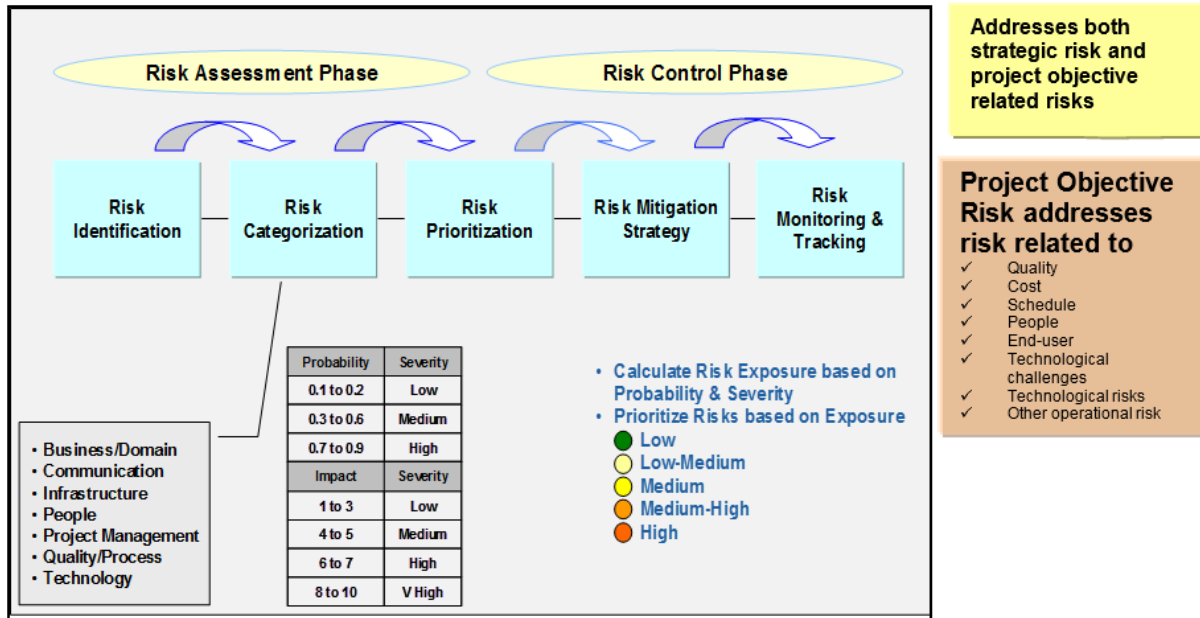 Risk Assessment Phase
Risk Control Phase
Risk
Identification
Risk
Categorization
Risk
Prioritization
Risk Mitigation
Strategy
Risk
Monitoring &
Tracking
• Business/Domain
• Communication
• Infrastructure
• People
• Project Management
• Quality/Process
• Technology
Probability Severity
0.1 to 0.2 Low
0.3 to 0.6 Medium
0.7 to 0.9 High
Impact Severity
1 to 3 Low
4 to 5 Medium
6 to 7 High
8 to 10 V High
• Calculate Risk Exposure based on
Probability & Severity
• Prioritize Risks based on Exposure
Low
Low-Medium
Medium
Medium-High
High
Addresses both
strategic risk and
project objective
related risks
Project Objective
Risk addresses
risk related to
✓ Quality
✓ Cost
✓ Schedule
✓ People
✓ End-user
✓ Technological
challenges
✓ Technological risks
✓ Other operational risk